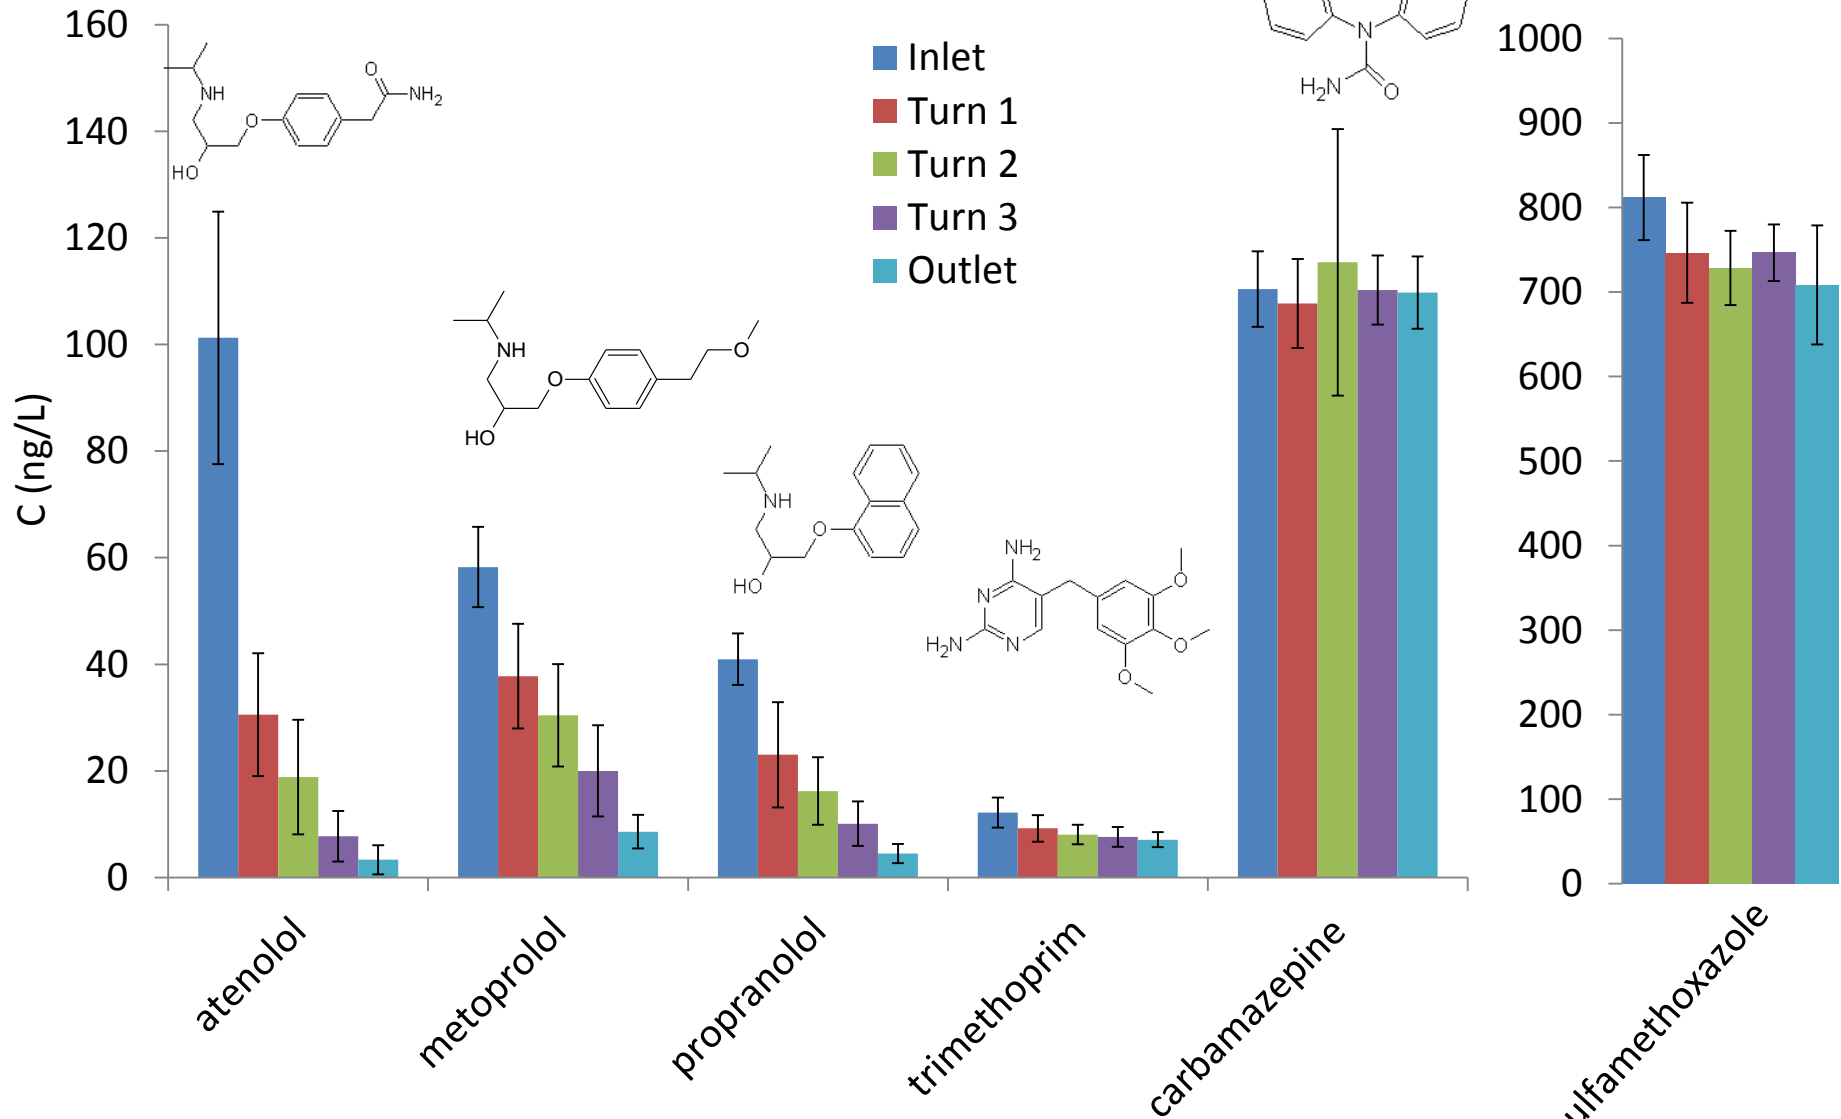 160
140
120
100
80
60
40
20
0
C (ng/L)
NH
O
HO
O
NH2
NH
O
HO
O
NH
O
HO
NH2
N
N
H2N
O
O
O
N
H2N
O
Inlet
Turn 1
Turn 2
Turn 3
Outlet
1000
900
800
700
600
500
400
300
200
100
0
atenolol
metoprolol
propranolol
trimethoprim
carbamazepine
ulfamethoxazole